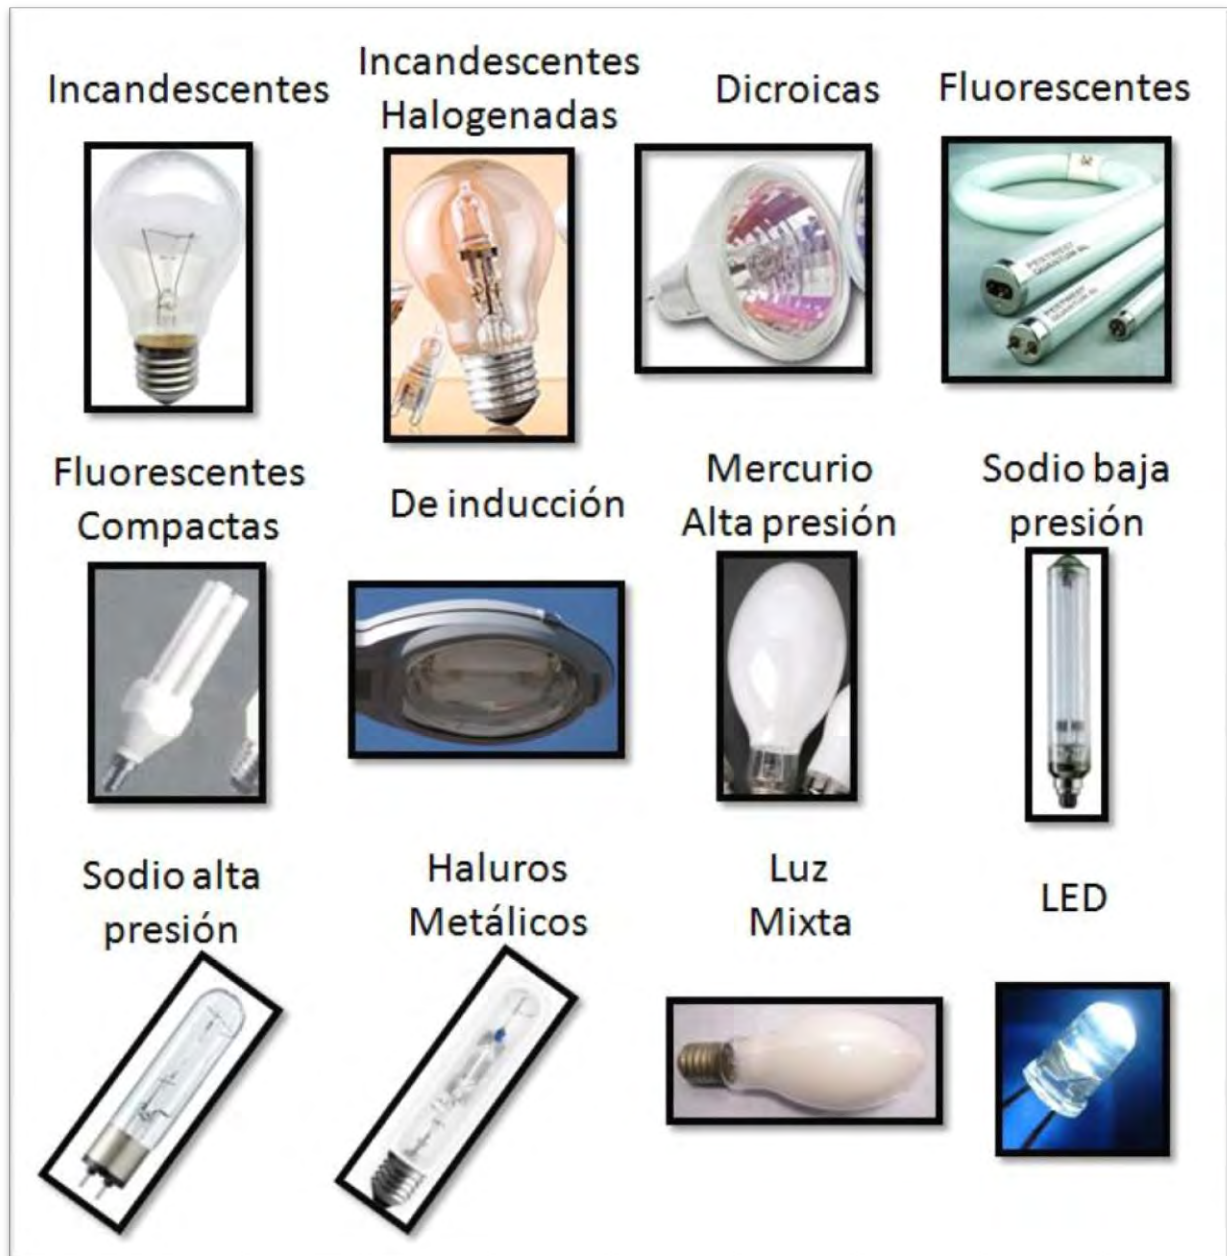 Incandescentes
Incandescentes
Halogenadas
Dicroicas
Fluorescentes
Fluorescentes
Compactas
De inducción
Mercurio
Alta presión
Sodio baja
presión
Sodio alta
presión
Haluros
Metálicos
Luz
Mixta
LED